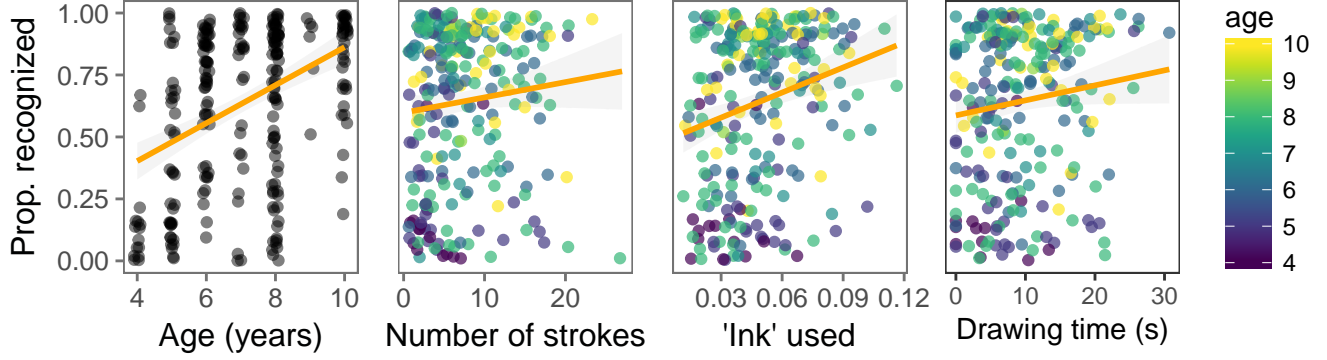 Prop. recognized
1.00
0.75
0.50
0.25
0.00
4 6 8 10
Age (years)
0 10 20
Number of strokes
0.03 0.06 0.09 0.12
'Ink' used
0 10 20 30
Drawing time (s)
age
10
9
8
7
6
5
4